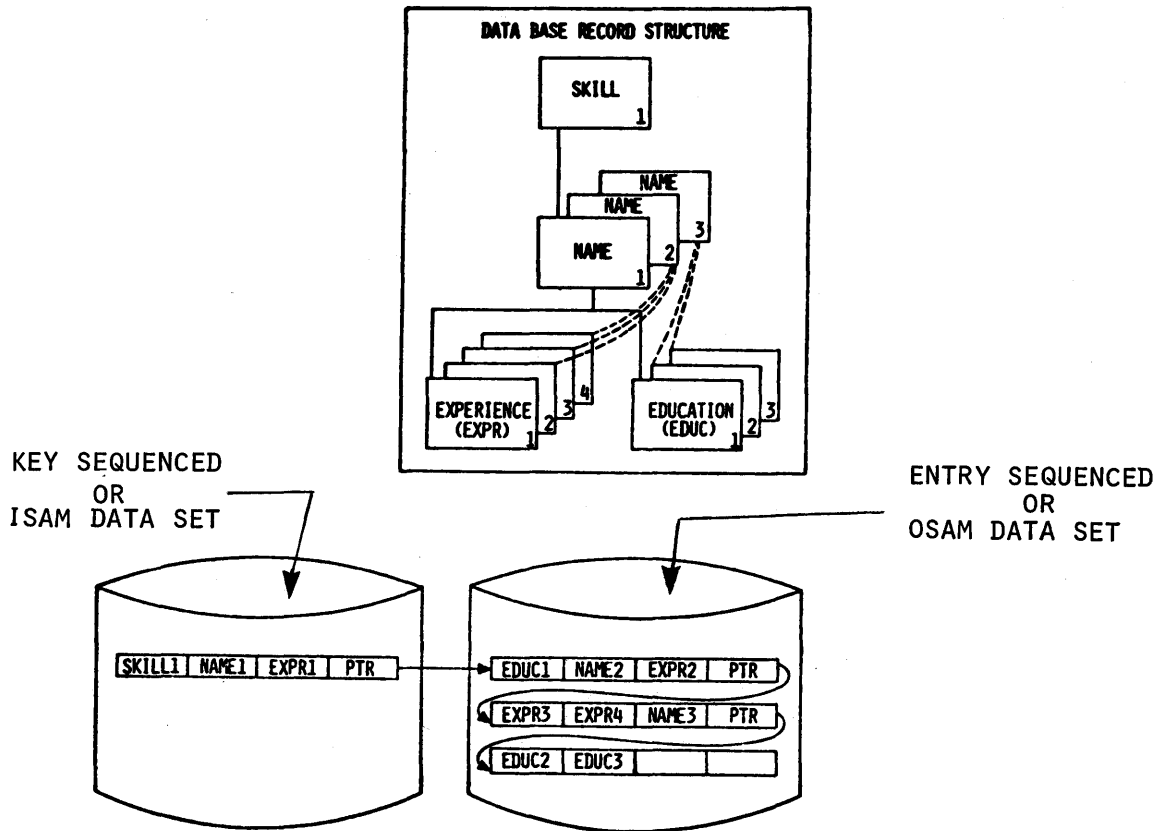 DATA BASE RECORD STRUCTURE
SKILL
1
NAME
NAME
3
NAME
2
1
4
EXPERIENCE
3
(EXPR)
2
1
3
EDUCATION
2
(EDUC)
1
KEY SEQUENCED
OR
ISAM DATA SET
ENTRY SEQUENCED
OR
OSAM DATA SET
SKILL1 NAME1 EXPR1 PTR
EDUC1 NAME2 EXPR2 PTR
EXPR3 EXPR4 NAME3 PTR
EDUC2 EDUC3